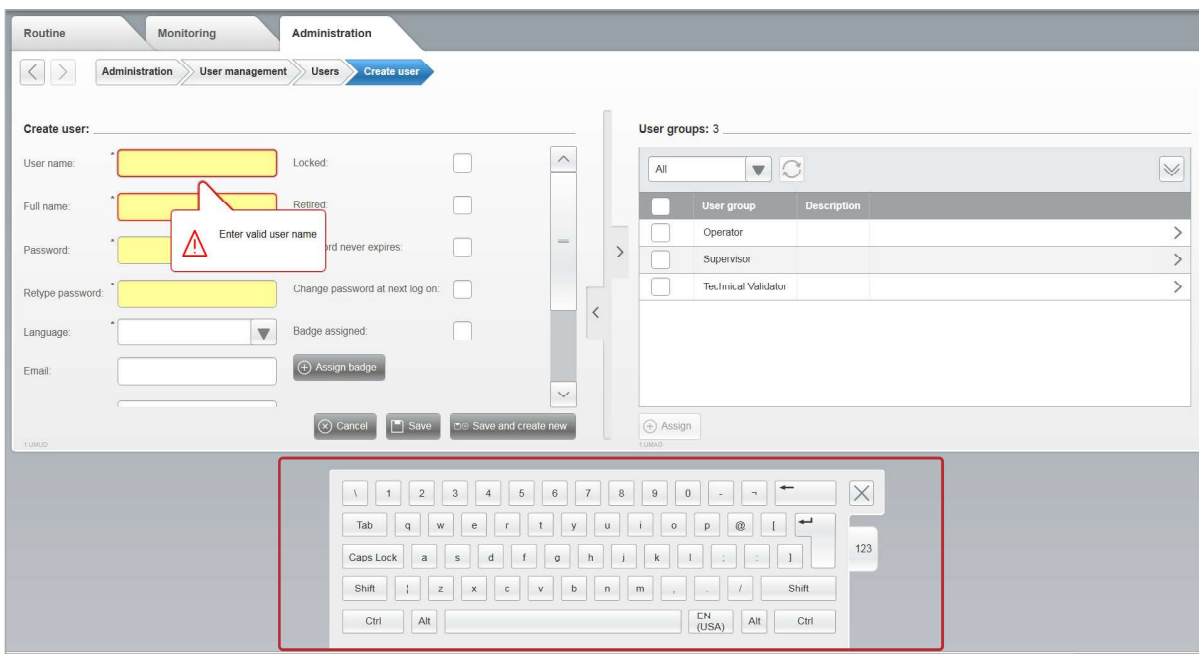 Routine Monitoring Administration
Administration User management Users Create user
Create user:
User name: *
Locked:
Full name: *
Retired:
Enter valid user name
Password: *
ord never expires:
Retype password: *
Change password at next log on:
Language: *
Badge assigned:
Email:
Assign badge
Cancel Save Save and create new
1:UMUD
User groups: 3
All
User group Description
Operator
Supervisor
Technical Validator
Assign
1:UMAG
\ 1 2 3 4 5 6 7 8 9 0 - ¬
Tab q w e r t y u i o p @ [
Caps Lock a s d f g h j k l ]
123
Shift ¦ z x c v b n m , . / Shift
Ctrl Alt EN (USA) Alt Ctrl